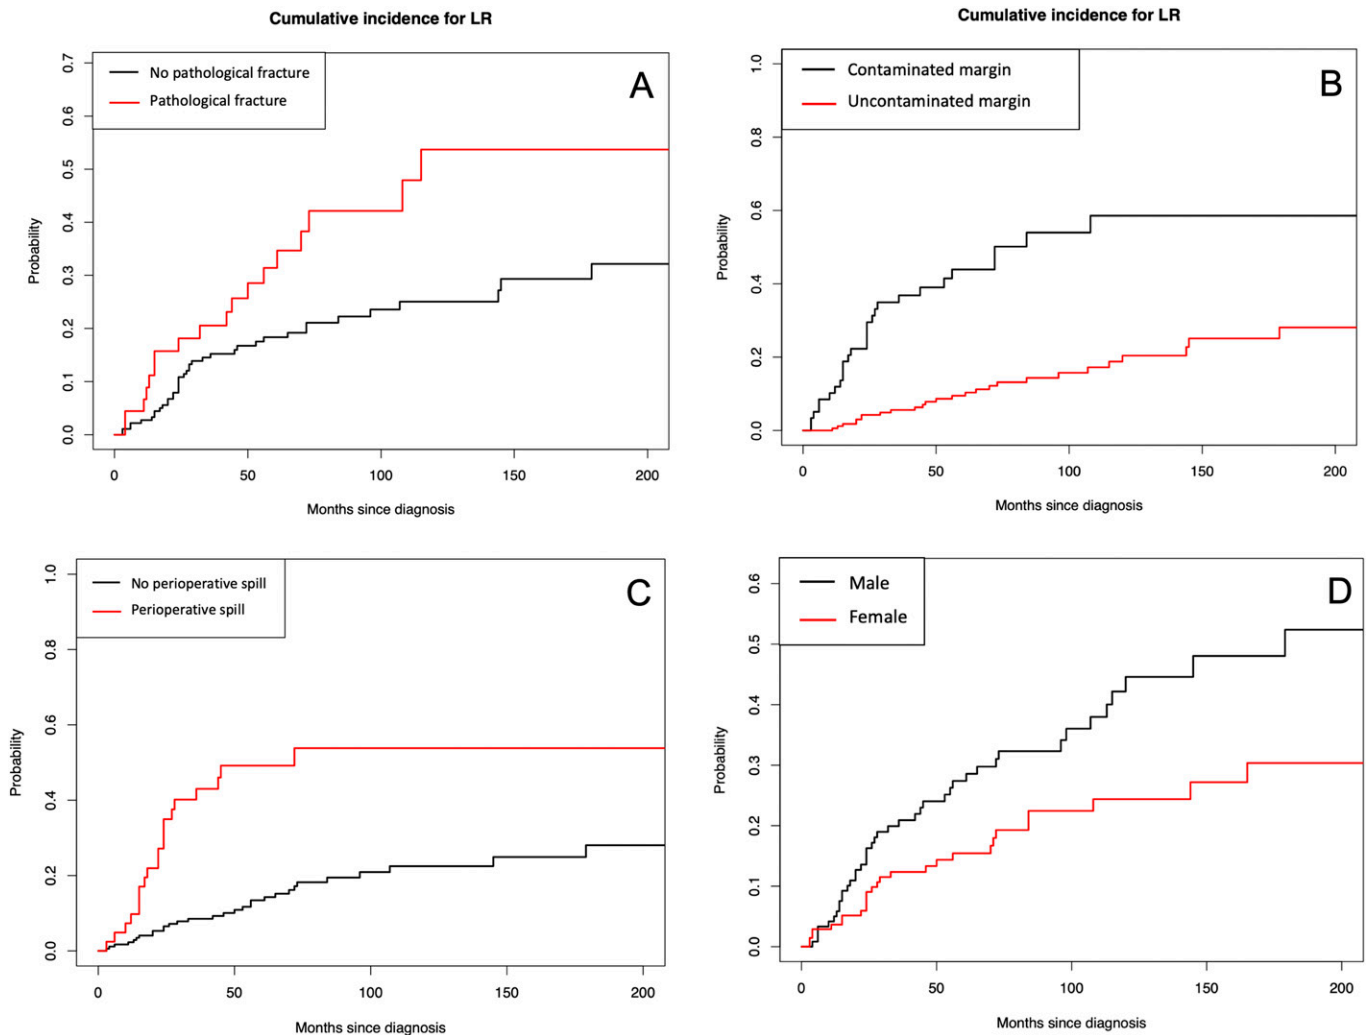 Cumulative incidence for LR
No pathological fracture
Pathological fracture
A
0.7
0.6
0.5
0.4
0.3
0.2
0.1
0.0
Probability
0 50 100 150 200
Months since diagnosis
Cumulative incidence for LR
Contaminated margin
Uncontaminated margin
B
1.0
0.8
0.6
0.4
0.2
0.0
Probability
0 50 100 150 200
Months since diagnosis
No perioperative spill
Perioperative spill
C
1.0
0.8
0.6
0.4
0.2
0.0
Probability
0 50 100 150 200
Months since diagnosis
Male
Female
D
0.6
0.5
0.4
0.3
0.2
0.1
0.0
Probability
0 50 100 150 200
Months since diagnosis